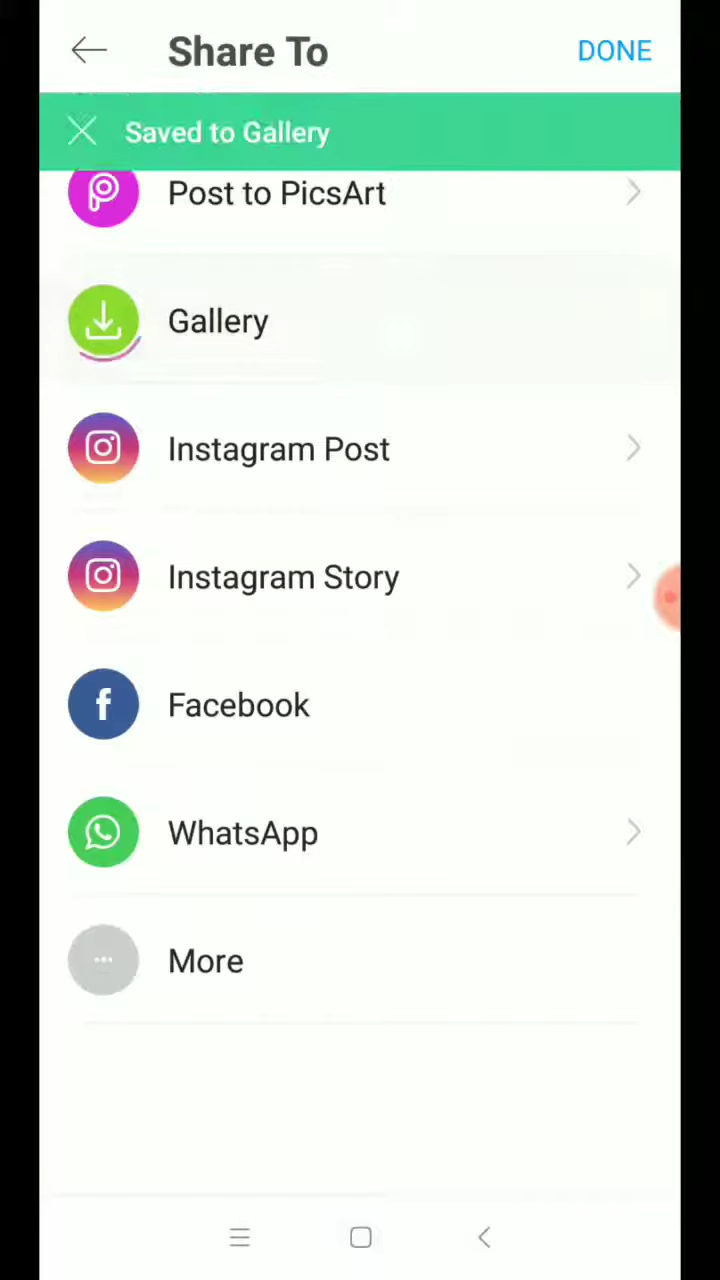 Share To
DONE
Saved to Gallery
Post to PicsArt
Gallery
Instagram Post
Instagram Story
Facebook
WhatsApp
More